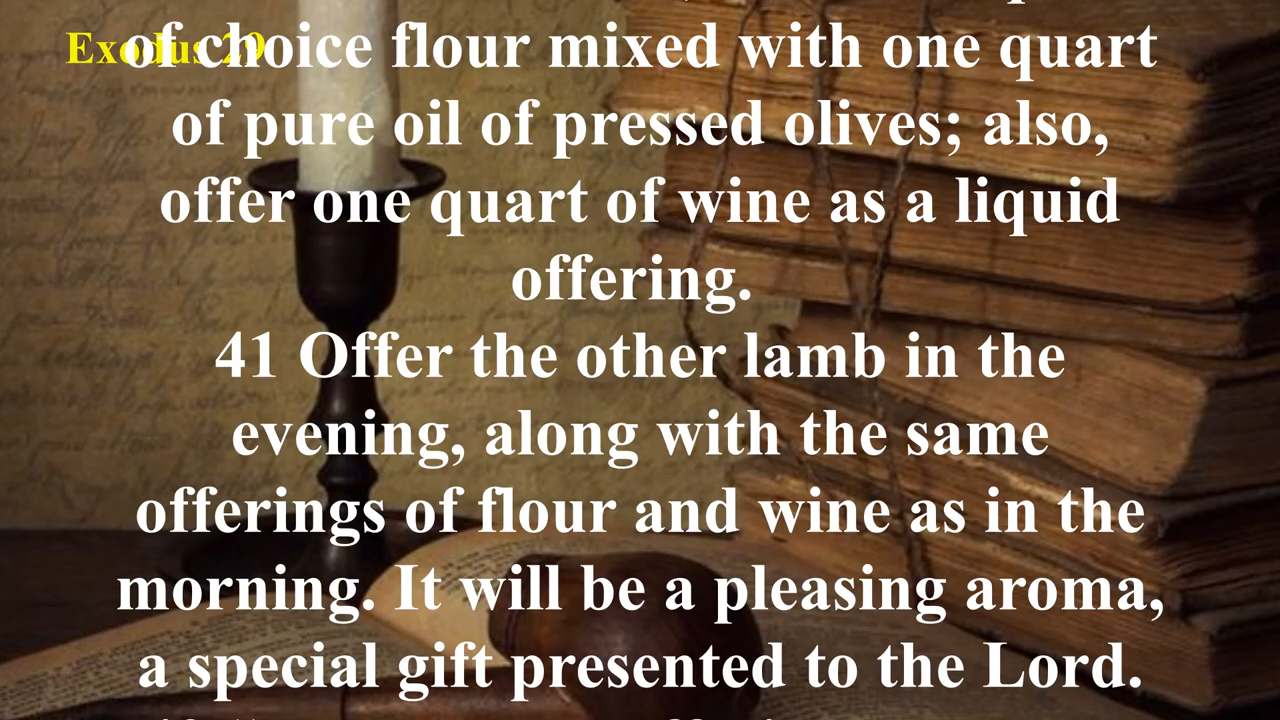 Exodus 29
of choice flour mixed with one quart
of pure oil of pressed olives; also,
offer one quart of wine as a liquid
offering.
41 Offer the other lamb in the
evening, along with the same
offerings of flour and wine as in the
morning. It will be a pleasing aroma,
a special gift presented to the Lord.